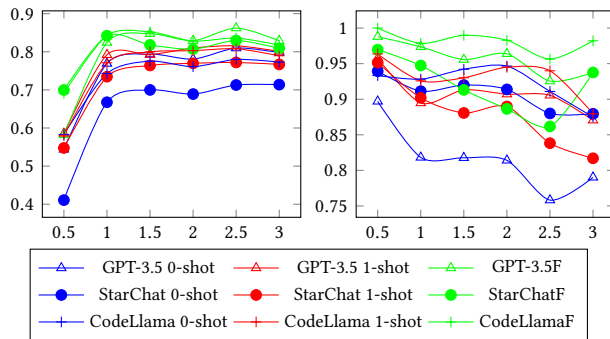 0.9
0.8
0.7
0.6
0.5
0.4
0.5 1 1.5 2 2.5 3
1
0.95
0.9
0.85
0.8
0.75
0.5 1 1.5 2 2.5 3
GPT-3.5 0-shot GPT-3.5 1-shot GPT-3.5F
StarChat 0-shot StarChat 1-shot StarChatF
CodeLlama 0-shot CodeLlama 1-shot CodeLlamaF